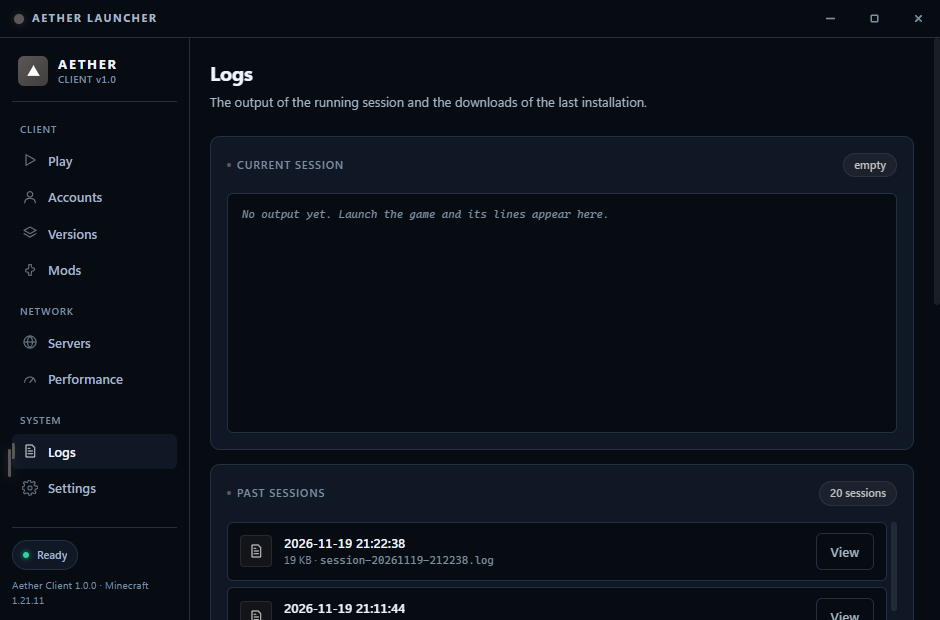 AETHER LAUNCHER
AETHER
CLIENT v1.0
CLIENT
Play
Accounts
Versions
Mods
NETWORK
Servers
Performance
SYSTEM
Logs
Settings
Ready
Aether Client 1.0.0 · Minecraft
1.21.11
Logs
The output of the running session and the downloads of the last installation.
CURRENT SESSION
empty
No output yet. Launch the game and its lines appear here.
PAST SESSIONS
20 sessions
2026-11-19 21:22:38
19 KB · session-20261119-212238.log
View
2026-11-19 21:11:44
View